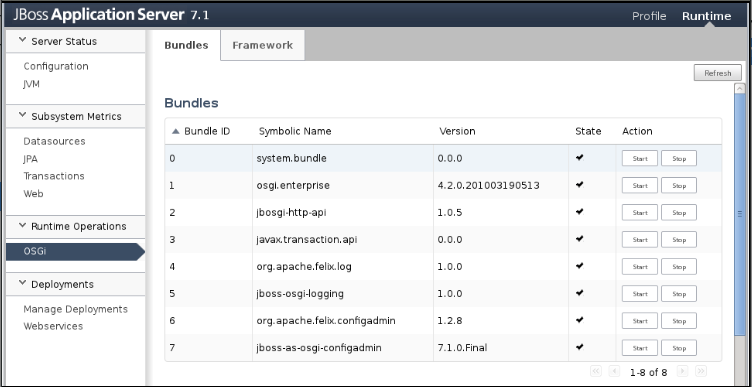 JBoss Application Server 7.1
Profile Runtime
Server Status
Configuration
JVM
Subsystem Metrics
Datasources
JPA
Transactions
Web
Runtime Operations
OSGi
Deployments
Manage Deployments
Webservices
Bundles Framework
Refresh
Bundles
Bundle ID Symbolic Name Version State Action
0 system.bundle 0.0.0 Start Stop
1 osgi.enterprise 4.2.0.201003190513 Start Stop
2 jbosgi-http-api 1.0.5 Start Stop
3 javax.transaction.api 0.0.0 Start Stop
4 org.apache.felix.log 1.0.0 Start Stop
5 jboss-osgi-logging 1.0.0 Start Stop
6 org.apache.felix.configadmin 1.2.8 Start Stop
7 jboss-as-osgi-configadmin 7.1.0.Final Start Stop
1-8 of 8